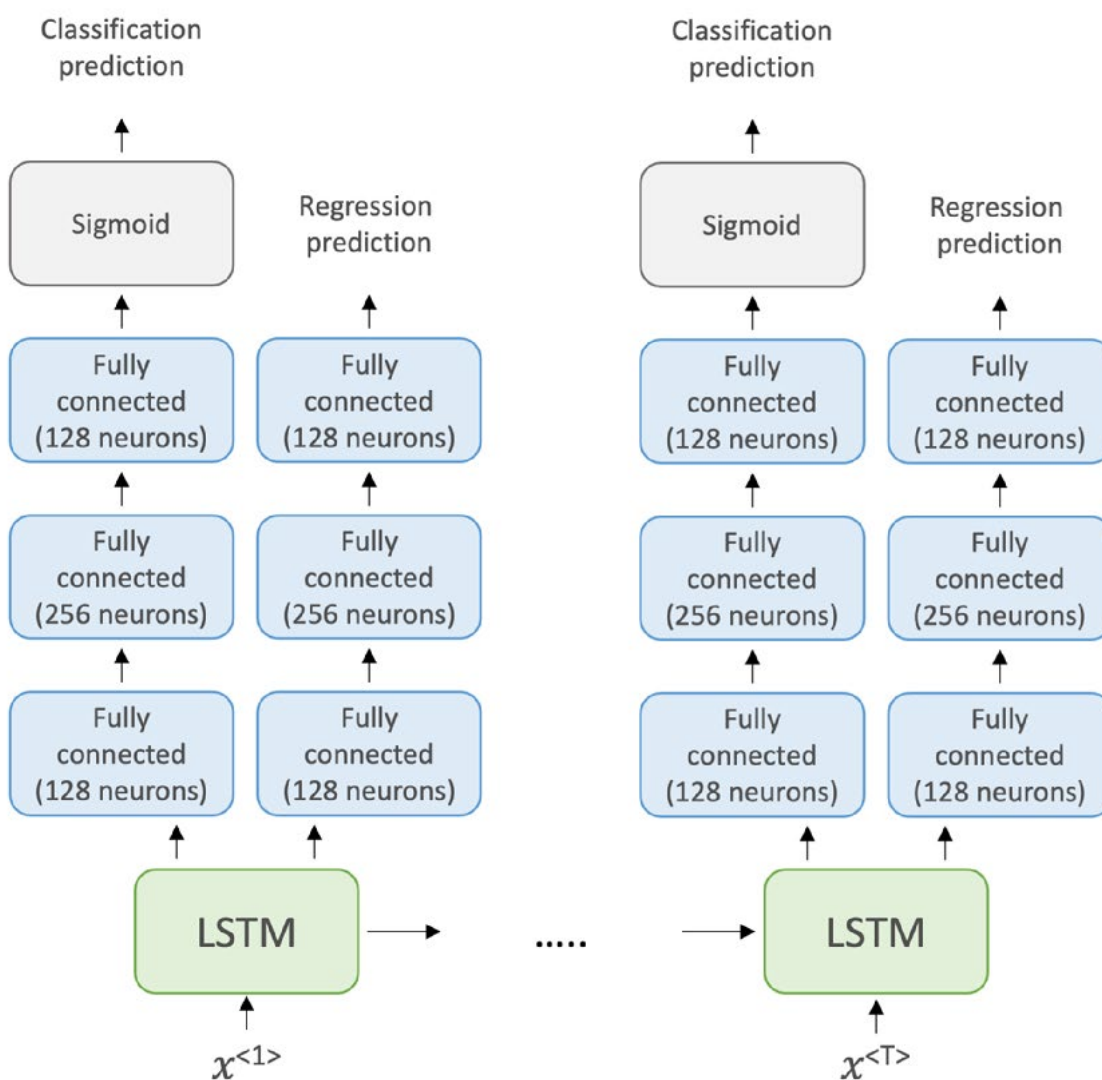 Classification
prediction
Sigmoid
Regression
prediction
Fully
connected
(128 neurons)
Fully
connected
(128 neurons)
Fully
connected
(256 neurons)
Fully
connected
(256 neurons)
Fully
connected
(128 neurons)
Fully
connected
(128 neurons)
LSTM
x<1>
.....
Classification
prediction
Sigmoid
Regression
prediction
Fully
connected
(128 neurons)
Fully
connected
(128 neurons)
Fully
connected
(256 neurons)
Fully
connected
(256 neurons)
Fully
connected
(128 neurons)
Fully
connected
(128 neurons)
LSTM
x<T>